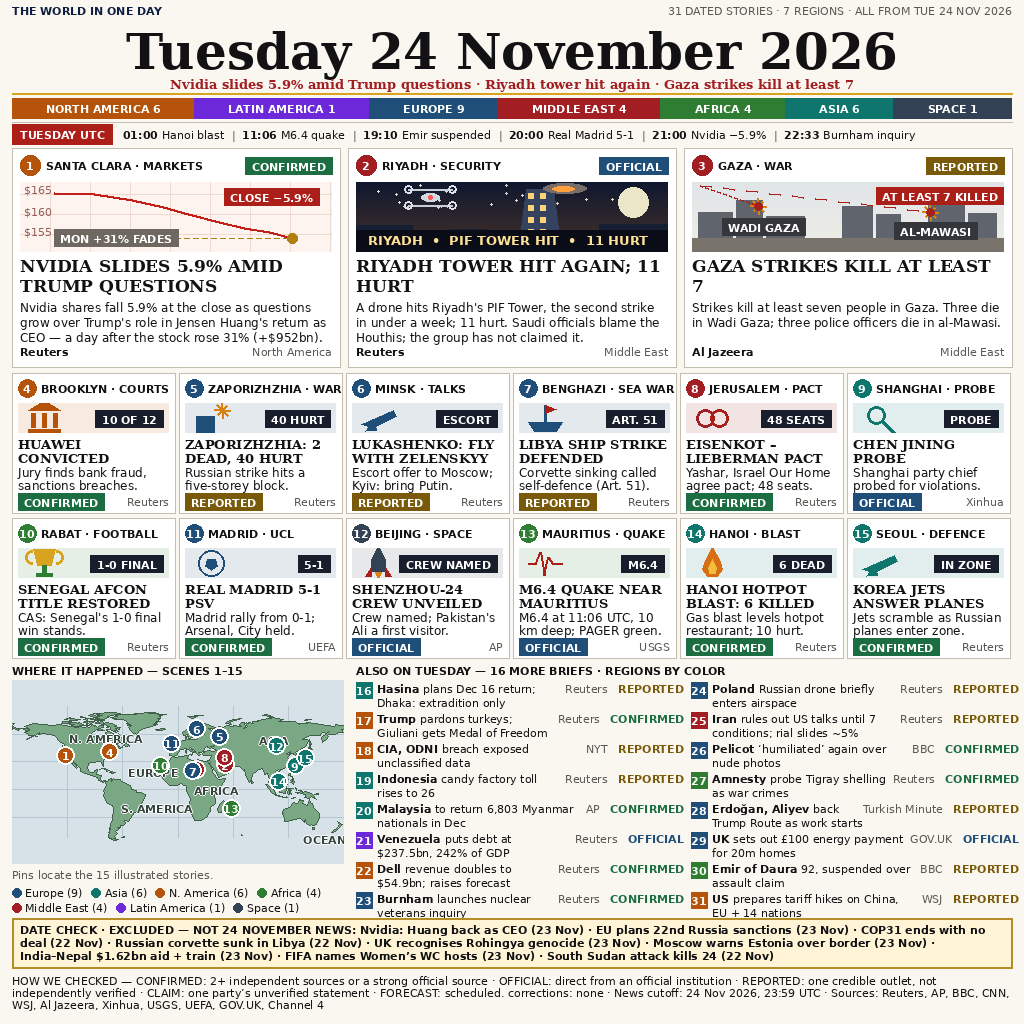 THE WORLD IN ONE DAY
31 DATED STORIES · 7 REGIONS · ALL FROM TUE 24 NOV 2026
Tuesday 24 November 2026
Nvidia slides 5.9% amid Trump questions · Riyadh tower hit again · Gaza strikes kill at least 7
NORTH AMERICA 6
LATIN AMERICA 1
EUROPE 9
MIDDLE EAST 4
AFRICA 4
ASIA 6
SPACE 1
TUESDAY UTC
01:00 Hanoi blast | 11:06 M6.4 quake | 19:10 Emir suspended | 20:00 Real Madrid 5-1 | 21:00 Nvidia −5.9% | 22:33 Burnham inquiry
1 SANTA CLARA · MARKETS
CONFIRMED
$165
$160
$155
CLOSE −5.9%
MON +31% FADES
NVIDIA SLIDES 5.9% AMID
TRUMP QUESTIONS
Nvidia shares fall 5.9% at the close as questions
grow over Trump's role in Jensen Huang's return as
CEO — a day after the stock rose 31% (+$952bn).
Reuters
North America
2 RIYADH · SECURITY
OFFICIAL
RIYADH • PIF TOWER HIT • 11 HURT
RIYADH TOWER HIT AGAIN; 11
HURT
A drone hits Riyadh's PIF Tower, the second strike
in under a week; 11 hurt. Saudi officials blame the
Houthis; the group has not claimed it.
Reuters
Middle East
3 GAZA · WAR
REPORTED
AT LEAST 7 KILLED
WADI GAZA
AL-MAWASI
GAZA STRIKES KILL AT LEAST
7
Strikes kill at least seven people in Gaza. Three die
in Wadi Gaza; three police officers die in al-Mawasi.
Al Jazeera
Middle East
4 BROOKLYN · COURTS
10 OF 12
HUAWEI
CONVICTED
Jury finds bank fraud,
sanctions breaches.
CONFIRMED
Reuters
5 ZAPORIZHZHIA · WAR
40 HURT
ZAPORIZHZHIA: 2
DEAD, 40 HURT
Russian strike hits a
five-storey block.
REPORTED
Reuters
6 MINSK · TALKS
ESCORT
LUKASHENKO: FLY
WITH ZELENSKYY
Escort offer to Moscow;
Kyiv: bring Putin.
REPORTED
Reuters
7 BENGHAZI · SEA WAR
ART. 51
LIBYA SHIP STRIKE
DEFENDED
Corvette sinking called
self-defence (Art. 51).
REPORTED
Reuters
8 JERUSALEM · PACT
48 SEATS
EISENKOT –
LIEBERMAN PACT
Yashar, Israel Our Home
agree pact; 48 seats.
CONFIRMED
Reuters
9 SHANGHAI · PROBE
PROBE
CHEN JINING
PROBE
Shanghai party chief
probed for violations.
OFFICIAL
Xinhua
10 RABAT · FOOTBALL
1-0 FINAL
SENEGAL AFCON
TITLE RESTORED
CAS: Senegal's 1-0 final
win stands.
CONFIRMED
Reuters
11 MADRID · UCL
5-1
REAL MADRID 5-1
PSV
Madrid rally from 0-1;
Arsenal, City held.
CONFIRMED
UEFA
12 BEIJING · SPACE
CREW NAMED
SHENZHOU-24
CREW UNVEILED
Crew named; Pakistan's
Ali a first visitor.
OFFICIAL
AP
13 MAURITIUS · QUAKE
M6.4
M6.4 QUAKE NEAR
MAURITIUS
M6.4 at 11:06 UTC, 10
km deep; PAGER green.
OFFICIAL
USGS
14 HANOI · BLAST
6 DEAD
HANOI HOTPOT
BLAST: 6 KILLED
Gas blast levels hotpot
restaurant; 10 hurt.
CONFIRMED
Reuters
15 SEOUL · DEFENCE
IN ZONE
KOREA JETS
ANSWER PLANES
Jets scramble as Russian
planes enter zone.
CONFIRMED
Reuters
WHERE IT HAPPENED — SCENES 1–15
N. AMERICA
EUROPE
AFRICA
S. AMERICA
OCEAN
1
4
11
6
5
10
7
8
12
15
9
14
13
Pins locate the 15 illustrated stories.
Europe (9) Asia (6) N. America (6) Africa (4)
Middle East (4) Latin America (1) Space (1)
ALSO ON TUESDAY — 16 MORE BRIEFS · REGIONS BY COLOR
16 Hasina plans Dec 16 return; Reuters REPORTED
Dhaka: extradition only
17 Trump pardons turkeys; Reuters CONFIRMED
Giuliani gets Medal of Freedom
18 CIA, ODNI breach exposed NYT REPORTED
unclassified data
19 Indonesia candy factory toll Reuters REPORTED
rises to 26
20 Malaysia to return 6,803 Myanmar AP CONFIRMED
nationals in Dec
21 Venezuela puts debt at Reuters OFFICIAL
$237.5bn, 242% of GDP
22 Dell revenue doubles to Reuters CONFIRMED
$54.9bn; raises forecast
23 Burnham launches nuclear Reuters CONFIRMED
veterans inquiry
24 Poland Russian drone briefly Reuters REPORTED
enters airspace
25 Iran rules out US talks until 7 Reuters REPORTED
conditions; rial slides ~5%
26 Pelicot ‘humiliated’ again over BBC CONFIRMED
nude photos
27 Amnesty probe Tigray shelling Reuters CONFIRMED
as war crimes
28 Erdoğan, Aliyev back Turkish Minute REPORTED
Trump Route as work starts
29 UK sets out £100 energy payment GOV.UK OFFICIAL
for 20m homes
30 Emir of Daura 92, suspended over BBC REPORTED
assault claim
31 US prepares tariff hikes on China, WSJ REPORTED
EU + 14 nations
DATE CHECK · EXCLUDED — NOT 24 NOVEMBER NEWS: Nvidia: Huang back as CEO (23 Nov) · EU plans 22nd Russia sanctions (23 Nov) · COP31 ends with no
deal (22 Nov) · Russian corvette sunk in Libya (22 Nov) · UK recognises Rohingya genocide (23 Nov) · Moscow warns Estonia over border (23 Nov) ·
India–Nepal $1.62bn aid + train (23 Nov) · FIFA names Women’s WC hosts (23 Nov) · South Sudan attack kills 24 (22 Nov)
HOW WE CHECKED — CONFIRMED: 2+ independent sources or a strong official source · OFFICIAL: direct from an official institution · REPORTED: one credible outlet, not
independently verified · CLAIM: one party’s unverified statement · FORECAST: scheduled. corrections: none · News cutoff: 24 Nov 2026, 23:59 UTC · Sources: Reuters, AP, BBC, CNN,
WSJ, Al Jazeera, Xinhua, USGS, UEFA, GOV.UK, Channel 4